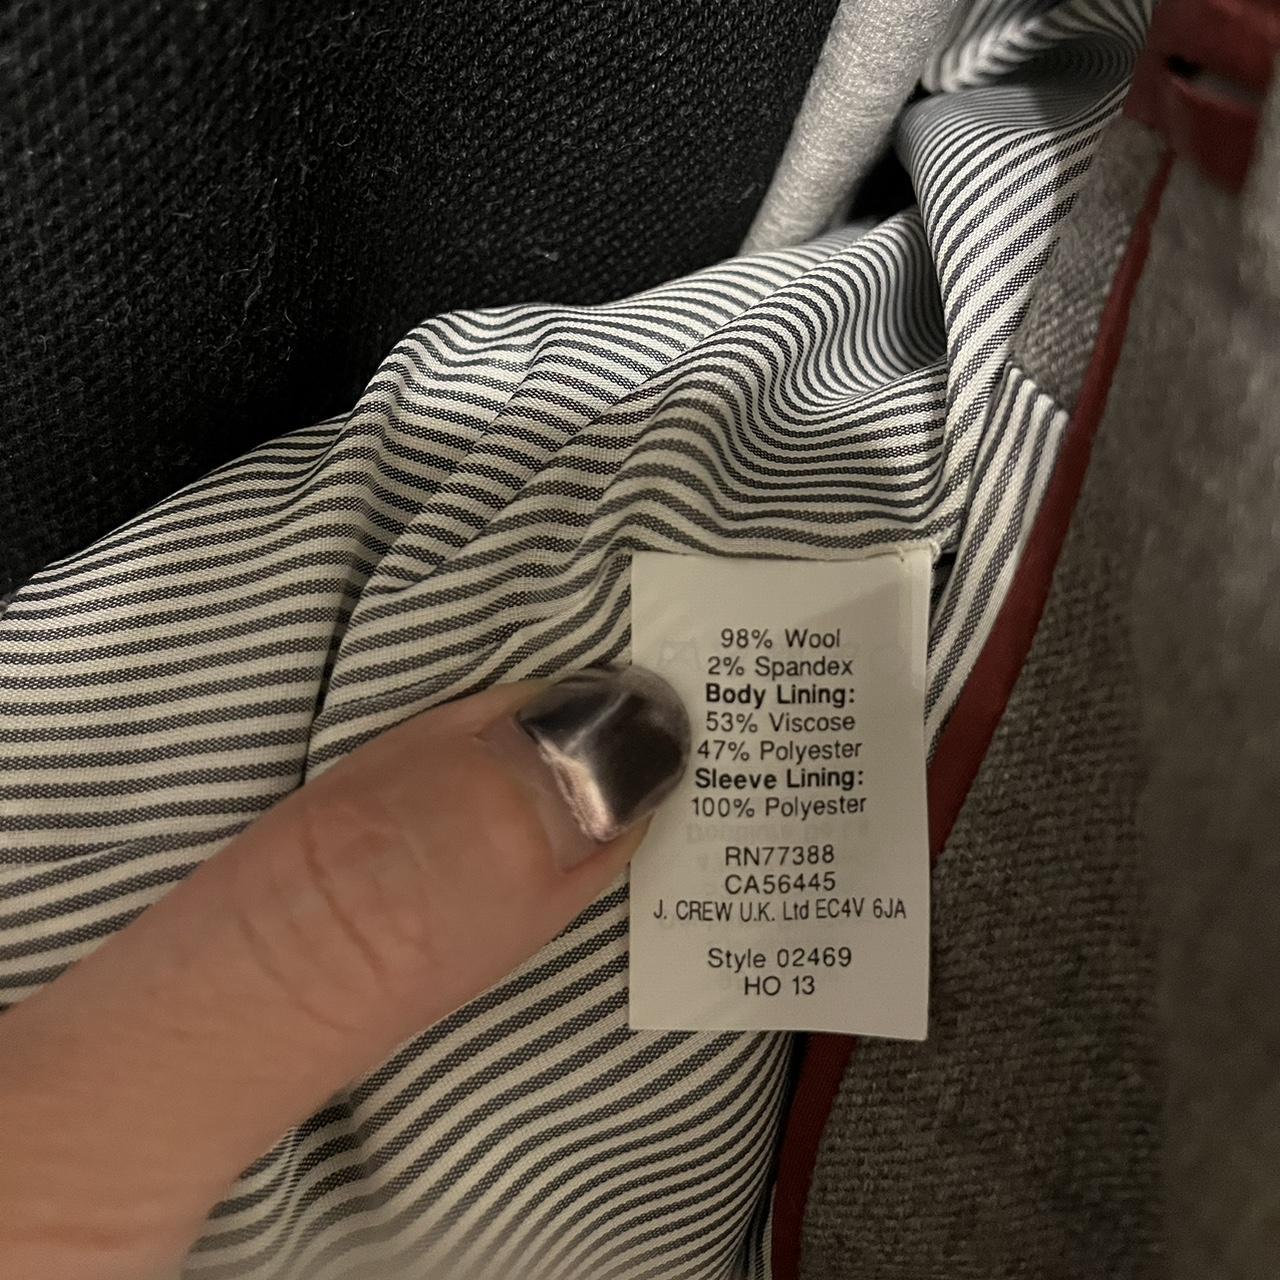 98% Wool
2% Spandex
Body Lining:
53% Viscose
47% Polyester
Sleeve Lining:
100% Polyester
RN77388
CA56445
J. CREW U.K. Ltd EC4V 6JA
Style 02469
HO 13